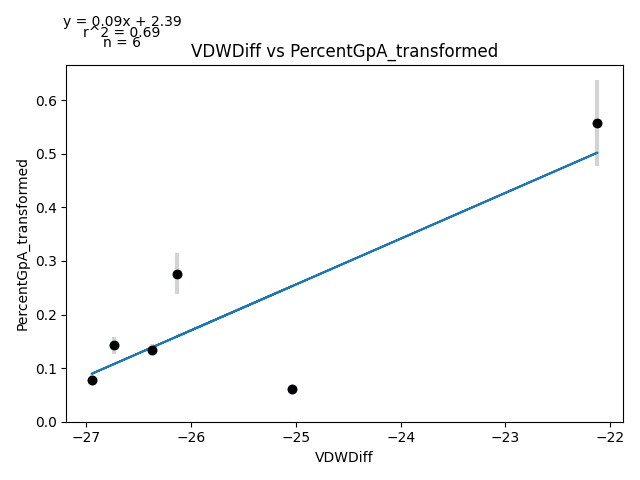 y = 0.09x + 2.39
r^2 = 0.69
n = 6
VDWDiff vs PercentGpA_transformed
PercentGpA_transformed
0.6
0.5
0.4
0.3
0.2
0.1
0.0
−27 −26 −25 −24 −23 −22
VDWDiff